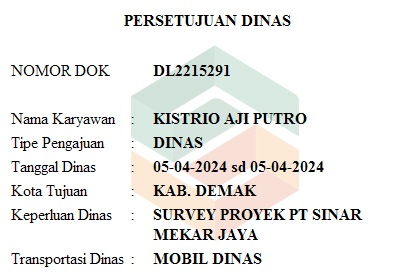 PERSETUJUAN DINAS
NOMOR DOK DL2215291
Nama Karyawan : KISTRIO AJI PUTRO
Tipe Pengajuan : DINAS
Tanggal Dinas : 05-04-2024 sd 05-04-2024
Kota Tujuan : KAB. DEMAK
Keperluan Dinas : SURVEY PROYEK PT SINAR
MEKAR JAYA
Transportasi Dinas : MOBIL DINAS